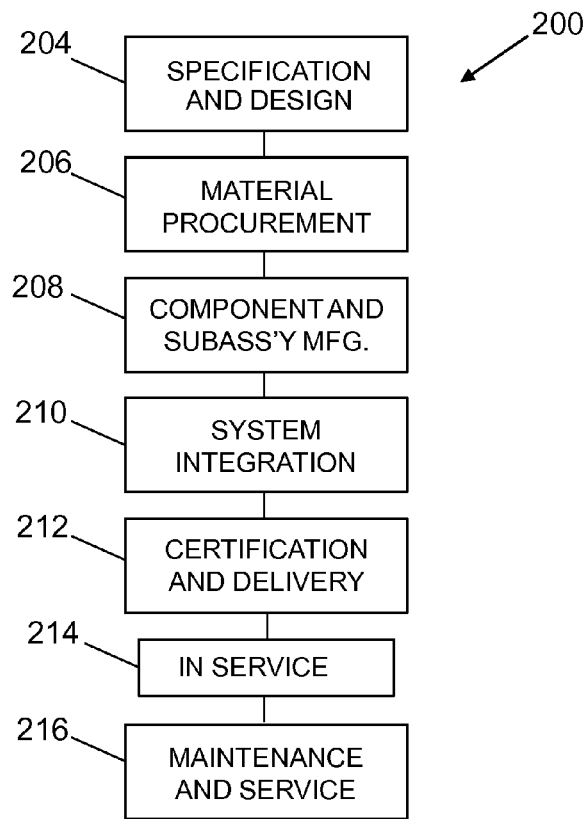 200
204
SPECIFICATION
AND DESIGN
206
MATERIAL
PROCUREMENT
208
COMPONENT AND
SUBASS'Y MFG.
210
SYSTEM
INTEGRATION
212
CERTIFICATION
AND DELIVERY
214
IN SERVICE
216
MAINTENANCE
AND SERVICE